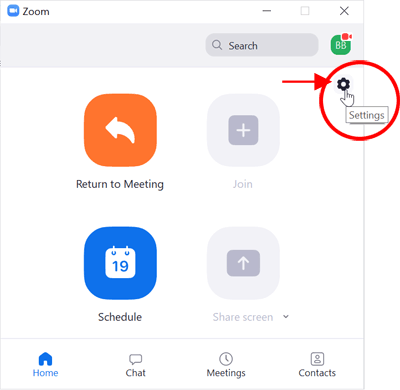 Zoom
Search
BB
Settings
Return to Meeting
Join
19
Schedule
Share screen
Home
Chat
Meetings
Contacts